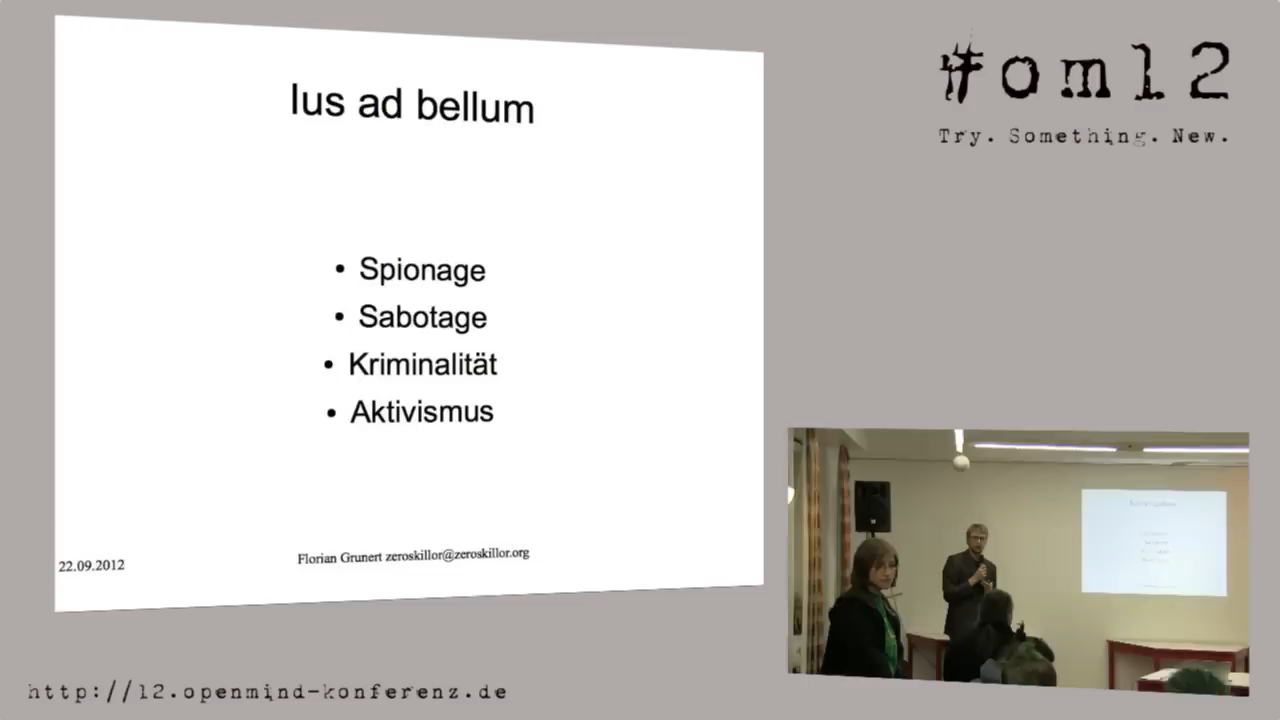 Ius ad bellum
• Spionage
• Sabotage
• Kriminalität
• Aktivismus
22.09.2012
Florian Grunert zeroskillor@zeroskillor.org
#om12
Try. Something. New.
http://12.openmind-konferenz.de